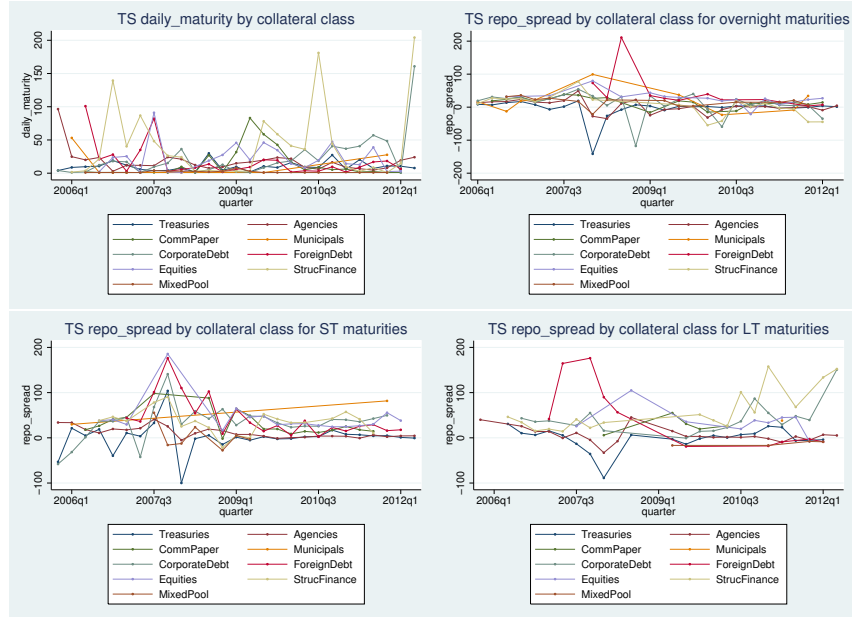 TS daily_maturity by collateral class
daily_maturity
200
150
100
50
0
2006q1 2007q3 2009q1 2010q3 2012q1
quarter
Treasuries Agencies
CommPaper Municipals
CorporateDebt ForeignDebt
Equities StrucFinance
MixedPool
TS repo_spread by collateral class for overnight maturities
repo_spread
200
100
0
−100
−200
2006q1 2007q3 2009q1 2010q3 2012q1
quarter
Treasuries Agencies
CommPaper Municipals
CorporateDebt ForeignDebt
Equities StrucFinance
MixedPool
TS repo_spread by collateral class for ST maturities
repo_spread
200
100
0
−100
2006q1 2007q3 2009q1 2010q3 2012q1
quarter
Treasuries Agencies
CommPaper Municipals
CorporateDebt ForeignDebt
Equities StrucFinance
MixedPool
TS repo_spread by collateral class for LT maturities
repo_spread
200
100
0
−100
2006q1 2007q3 2009q1 2010q3 2012q1
quarter
Treasuries Agencies
CommPaper Municipals
CorporateDebt ForeignDebt
Equities StrucFinance
MixedPool